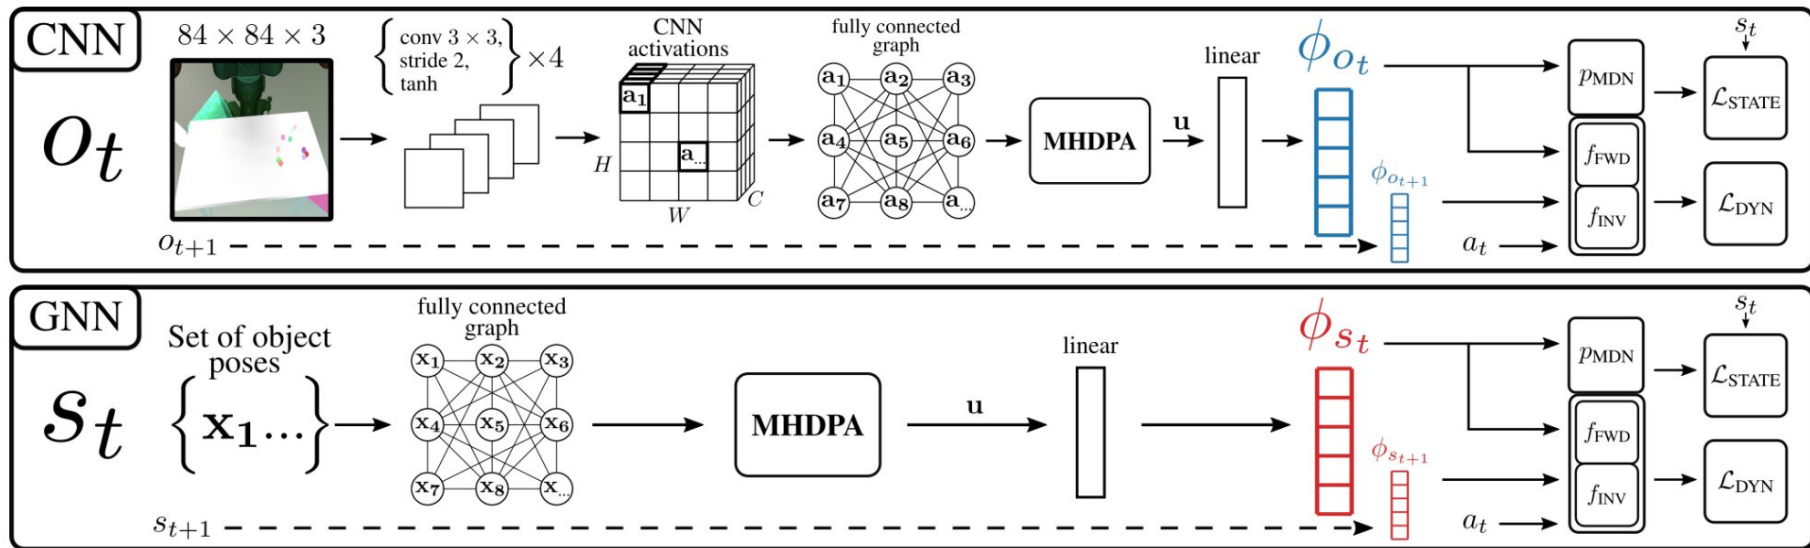 CNN
84 × 84 × 3
{ conv 3 × 3,
stride 2,
tanh } ×4
CNN
activations
fully connected
graph
linear
ϕ_{o_t}
s_t
o_t
a_1
a_...
H
W
C
a_1 a_2 a_3
a_4 a_5 a_6
a_7 a_8 a_...
MHDPA
u
p_MDN
f_FWD
f_INV
ℒ_STATE
ℒ_DYN
ϕ_{o_{t+1}}
o_{t+1}
a_t
GNN
Set of object
poses
s_t
{x_1...}
fully connected
graph
x_1 x_2 x_3
x_4 x_5 x_6
x_7 x_8 x_...
MHDPA
u
linear
ϕ_{s_t}
s_t
p_MDN
f_FWD
f_INV
ℒ_STATE
ℒ_DYN
ϕ_{s_{t+1}}
s_{t+1}
a_t